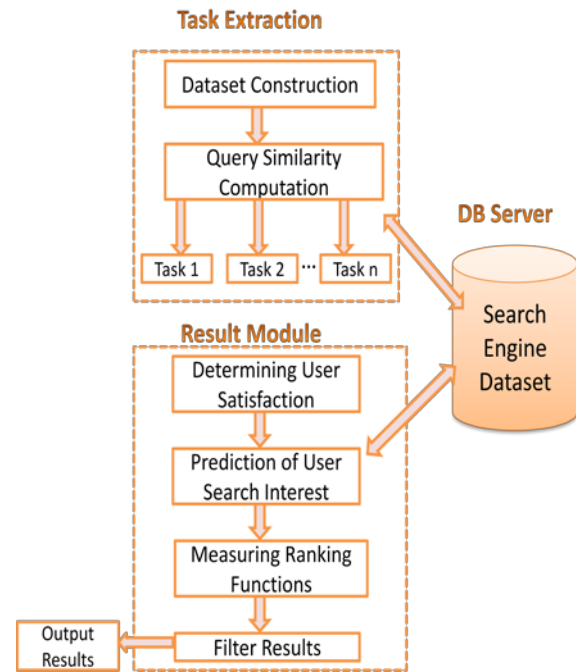 Task Extraction
Dataset Construction
Query Similarity
Computation
Task 1
Task 2
...
Task n
DB Server
Search
Engine
Dataset
Result Module
Determining User
Satisfaction
Prediction of User
Search Interest
Measuring Ranking
Functions
Filter Results
Output
Results